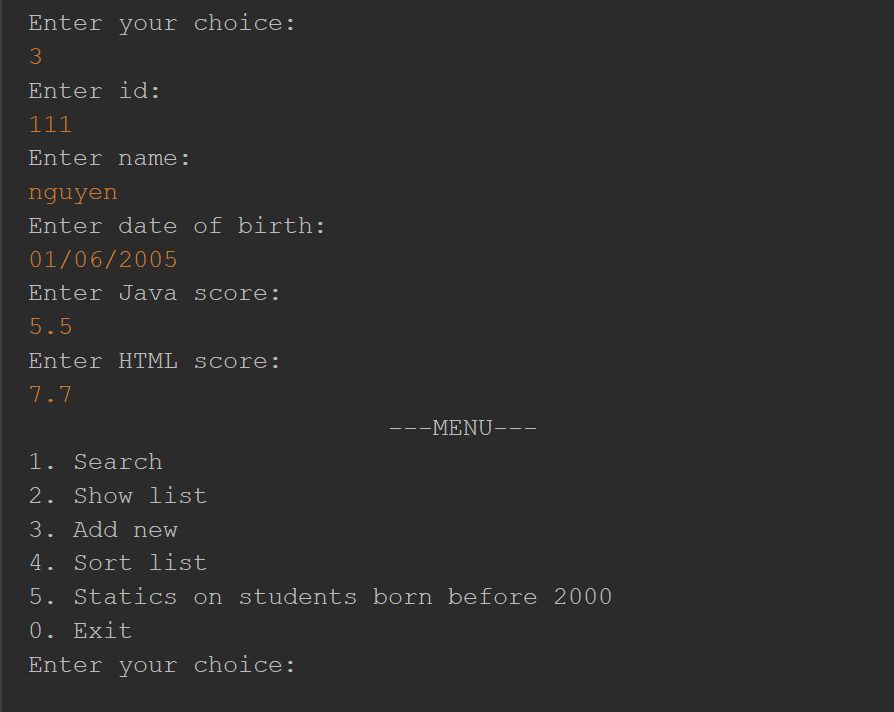 Enter your choice:
3
Enter id:
111
Enter name:
nguyen
Enter date of birth:
01/06/2005
Enter Java score:
5.5
Enter HTML score:
7.7
---MENU---
1. Search
2. Show list
3. Add new
4. Sort list
5. Statics on students born before 2000
0. Exit
Enter your choice: